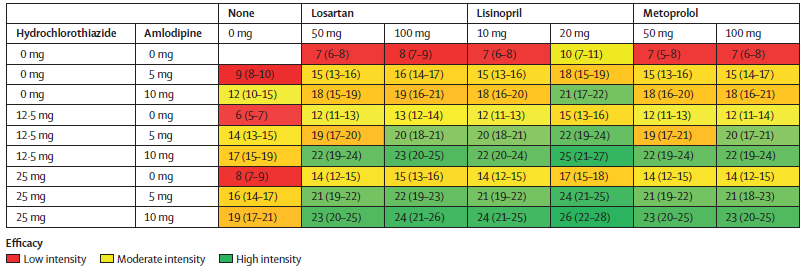 None Losartan Lisinopril Metoprolol
Hydrochlorothiazide Amlodipine 0 mg 50 mg 100 mg 10 mg 20 mg 50 mg 100 mg
0 mg 0 mg 7 (6–8) 8 (7–9) 7 (6–8) 10 (7–11) 7 (5–8) 7 (6–8)
0 mg 5 mg 9 (8–10) 15 (13–16) 16 (14–17) 15 (13–16) 18 (15–19) 15 (13–16) 15 (14–17)
0 mg 10 mg 12 (10–15) 18 (15–19) 19 (16–21) 18 (16–20) 21 (17–22) 18 (16–20) 18 (16–21)
12·5 mg 0 mg 6 (5–7) 12 (11–13) 13 (12–14) 12 (11–13) 15 (13–16) 12 (11–13) 12 (11–14)
12·5 mg 5 mg 14 (13–15) 19 (17–20) 20 (18–21) 20 (18–21) 22 (19–24) 19 (17–21) 20 (17–21)
12·5 mg 10 mg 17 (15–19) 22 (19–24) 23 (20–25) 22 (20–24) 25 (21–27) 22 (19–24) 22 (19–24)
25 mg 0 mg 8 (7–9) 14 (12–15) 15 (13–16) 14 (12–15) 17 (15–18) 14 (12–15) 14 (12–15)
25 mg 5 mg 16 (14–17) 21 (19–22) 22 (19–23) 21 (19–22) 24 (21–25) 21 (19–22) 21 (18–23)
25 mg 10 mg 19 (17–21) 23 (20–25) 24 (21–26) 24 (21–25) 26 (22–28) 23 (20–25) 23 (20–25)
Efficacy
Low intensity Moderate intensity High intensity